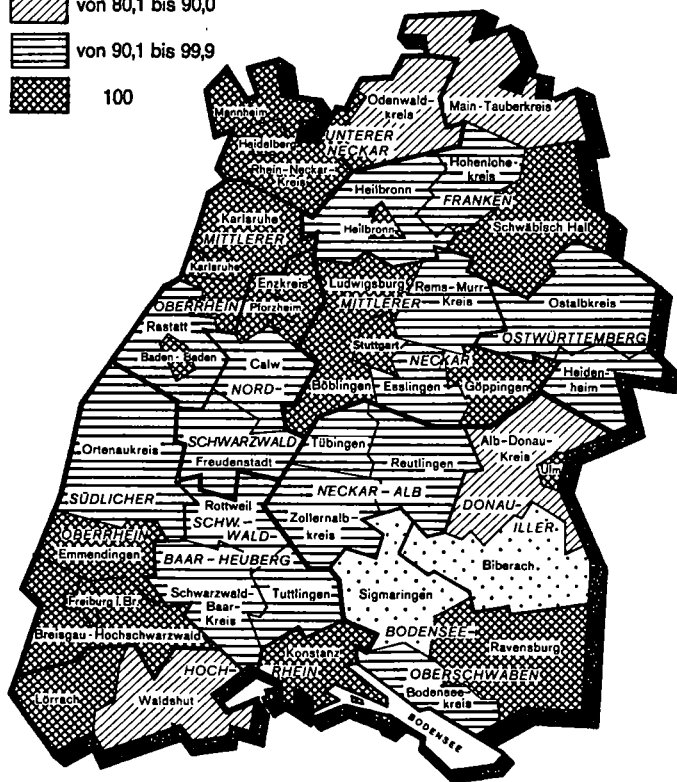 von 80,1 bis 90,0
von 90,1 bis 99,9
100
Mannheim
Odenwald-
kreis
Main-Tauberkreis
UNTERER
NECKAR
Heidelberg
Rhein-Neckar-
Kreis
Hohenlohe-
kreis
Heilbronn
FRANKEN
Heilbronn
Schwäbisch Hall
Karlsruhe
MITTLERER
Karlsruhe
Enzkreis
Pforzheim
OBERRHEIN
Rastatt
Ludwigsburg
MITTLERER
Rems-Murr-
Kreis
Ostalbkreis
OSTWÜRTTEMBERG
Baden-Baden
Calw
NORD-
Stuttgart
NECKAR
Böblingen
Esslingen
Göppingen
Heiden-
heim
Ortenaukreis
SCHWARZWALD
Freudenstadt
Tübingen
Reutlingen
Alb-Donau-
Kreis
Ulm
SÜDLICHER
NECKAR-ALB
DONAU-
ILLER
Rottweil
SCHW.
WALD-
Zollernalb-
kreis
OBERRHEIN
Emmendingen
BAAR-HEUBERG
Biberach
Freiburg i.Br.
Schwarzwald-
Baar-
Kreis
Tuttlingen
Sigmaringen
Breisgau-Hochschwarzwald
BODENSEE-
Ravensburg
HOCH-
RHEIN
Konstanz
OBERSCHWABEN
Bodensee-
kreis
Lörrach
Waldshut
BODENSEE